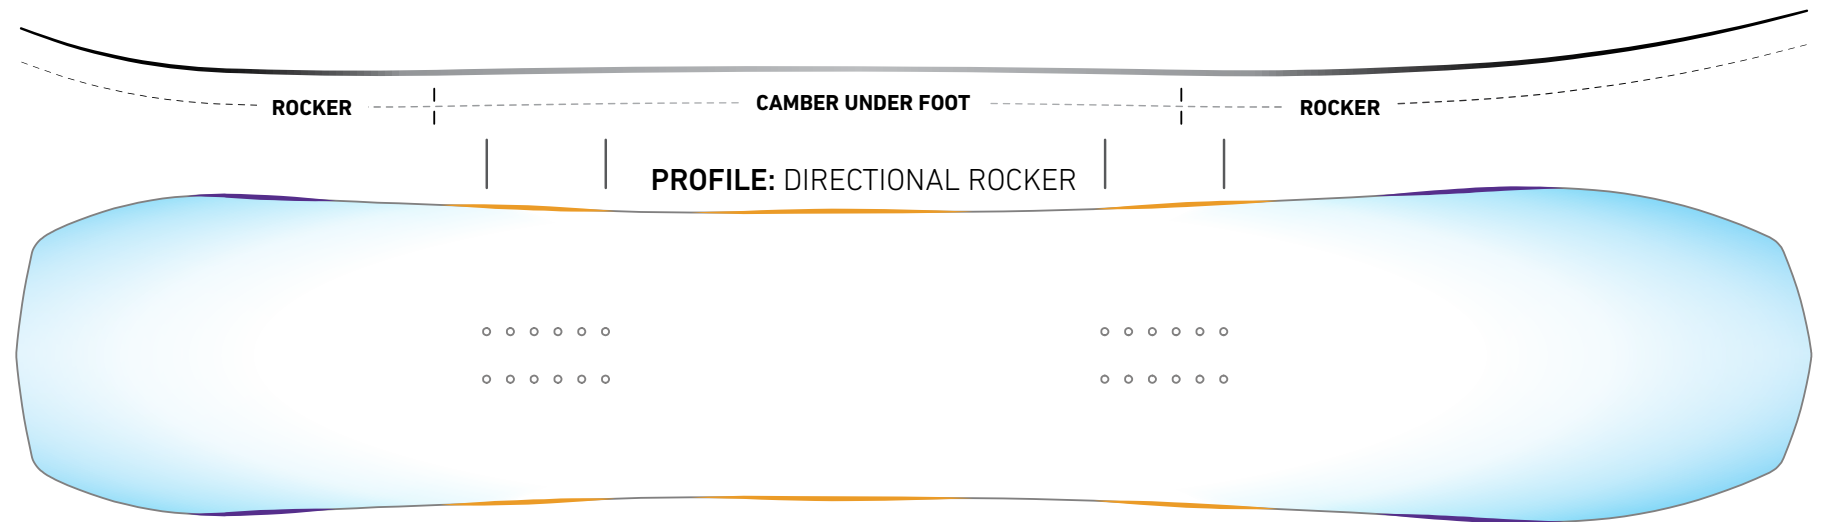 ROCKER CAMBER UNDER FOOT ROCKER
PROFILE: DIRECTIONAL ROCKER